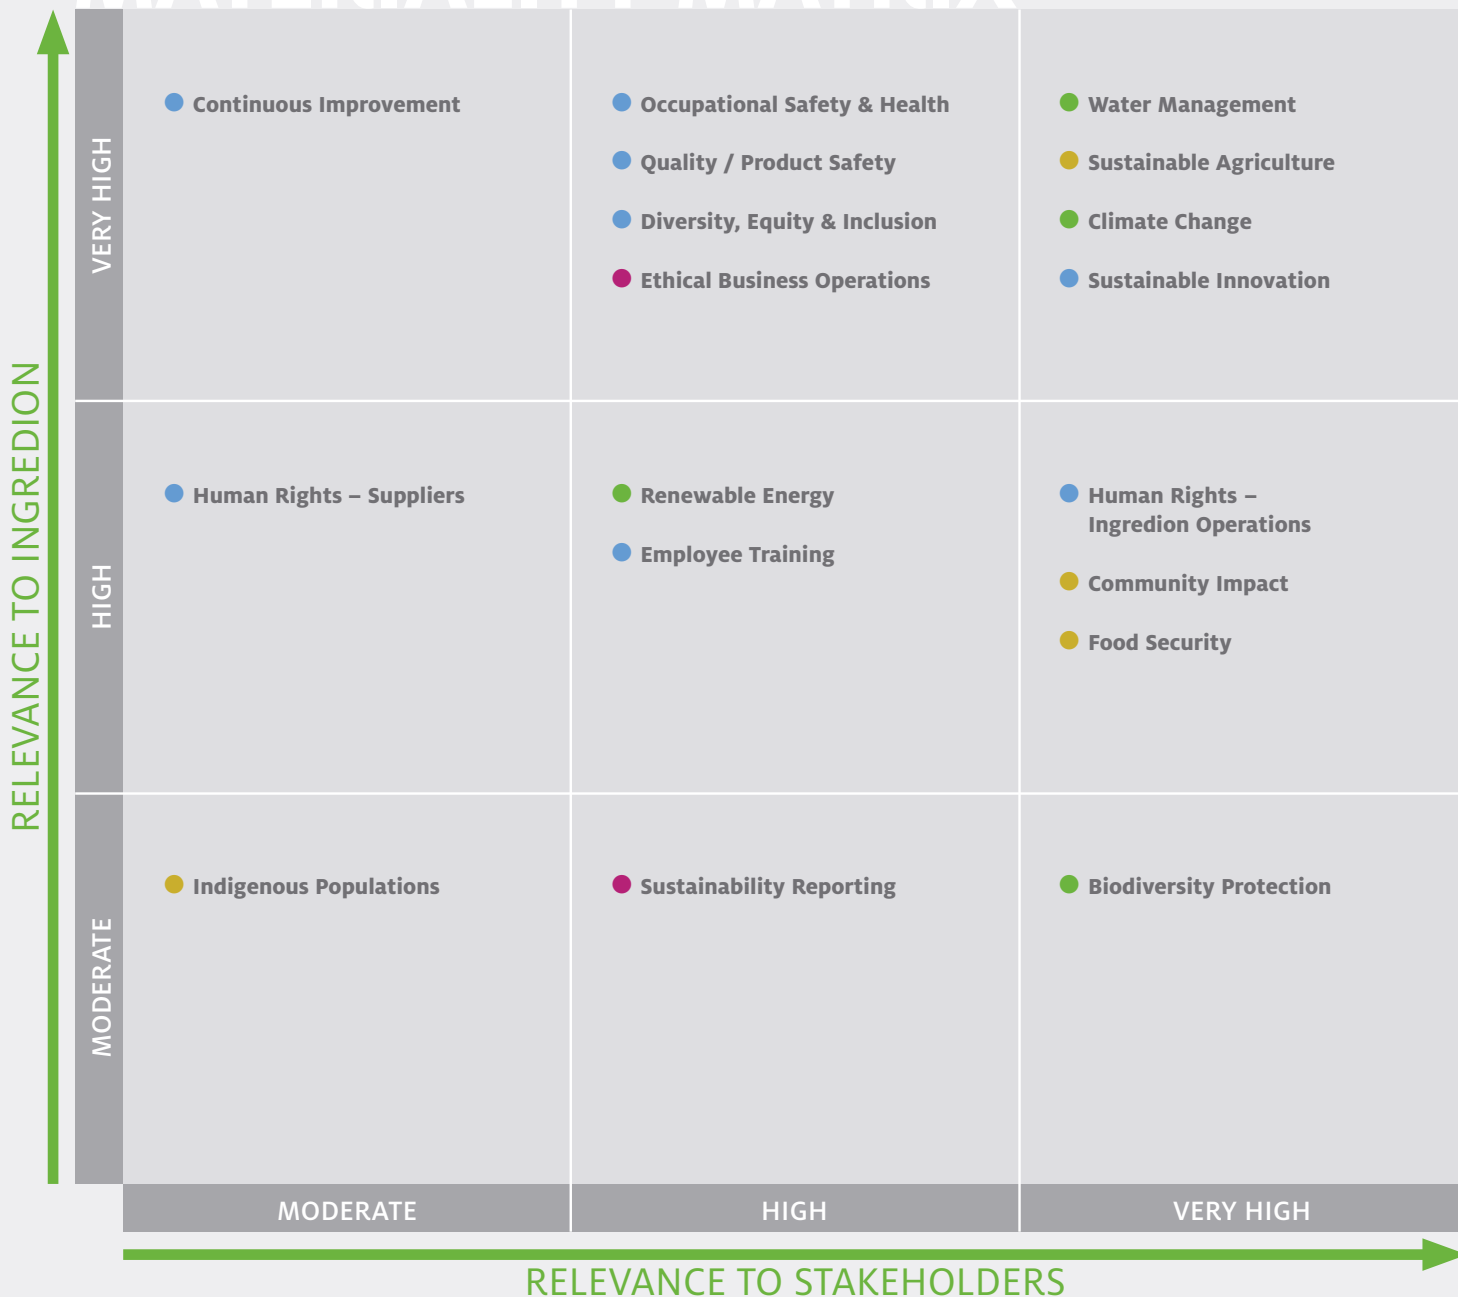 RELEVANCE TO INGREDION
VERY HIGH
Continuous Improvement
Occupational Safety & Health
Quality / Product Safety
Diversity, Equity & Inclusion
Ethical Business Operations
Water Management
Sustainable Agriculture
Climate Change
Sustainable Innovation
HIGH
Human Rights – Suppliers
Renewable Energy
Employee Training
Human Rights –
Ingredion Operations
Community Impact
Food Security
MODERATE
Indigenous Populations
Sustainability Reporting
Biodiversity Protection
MODERATE
HIGH
VERY HIGH
RELEVANCE TO STAKEHOLDERS